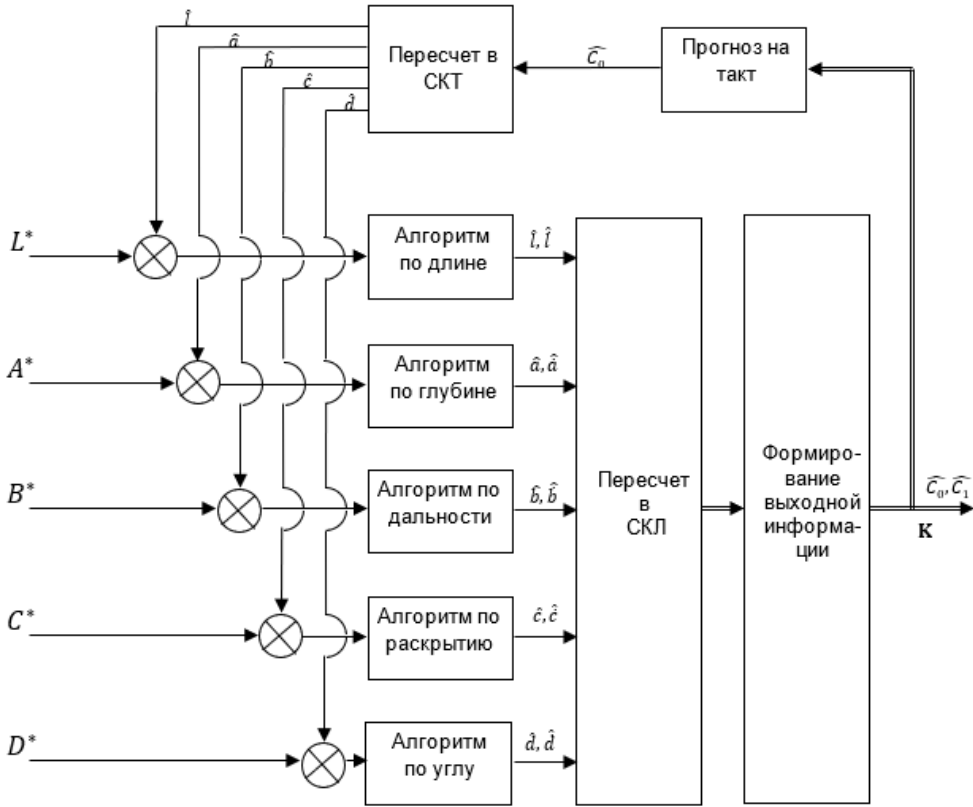 l̂
â
b̂
ĉ
d̂
Пересчет в
СКТ
Ĉ₀
Прогноз на
такт
L*
Алгоритм
по длине
l̂, l̂̂
A*
Алгоритм
по глубине
â, â̂
B*
Алгоритм по
дальности
b̂, b̂̂
C*
Алгоритм по
раскрытию
ĉ, ĉ̂
D*
Алгоритм
по углу
d̂, d̂̂
Пересчет
в
СКЛ
Формиро-
вание
выходной
информа-
ции
Ĉ₀, Ĉ₁
К